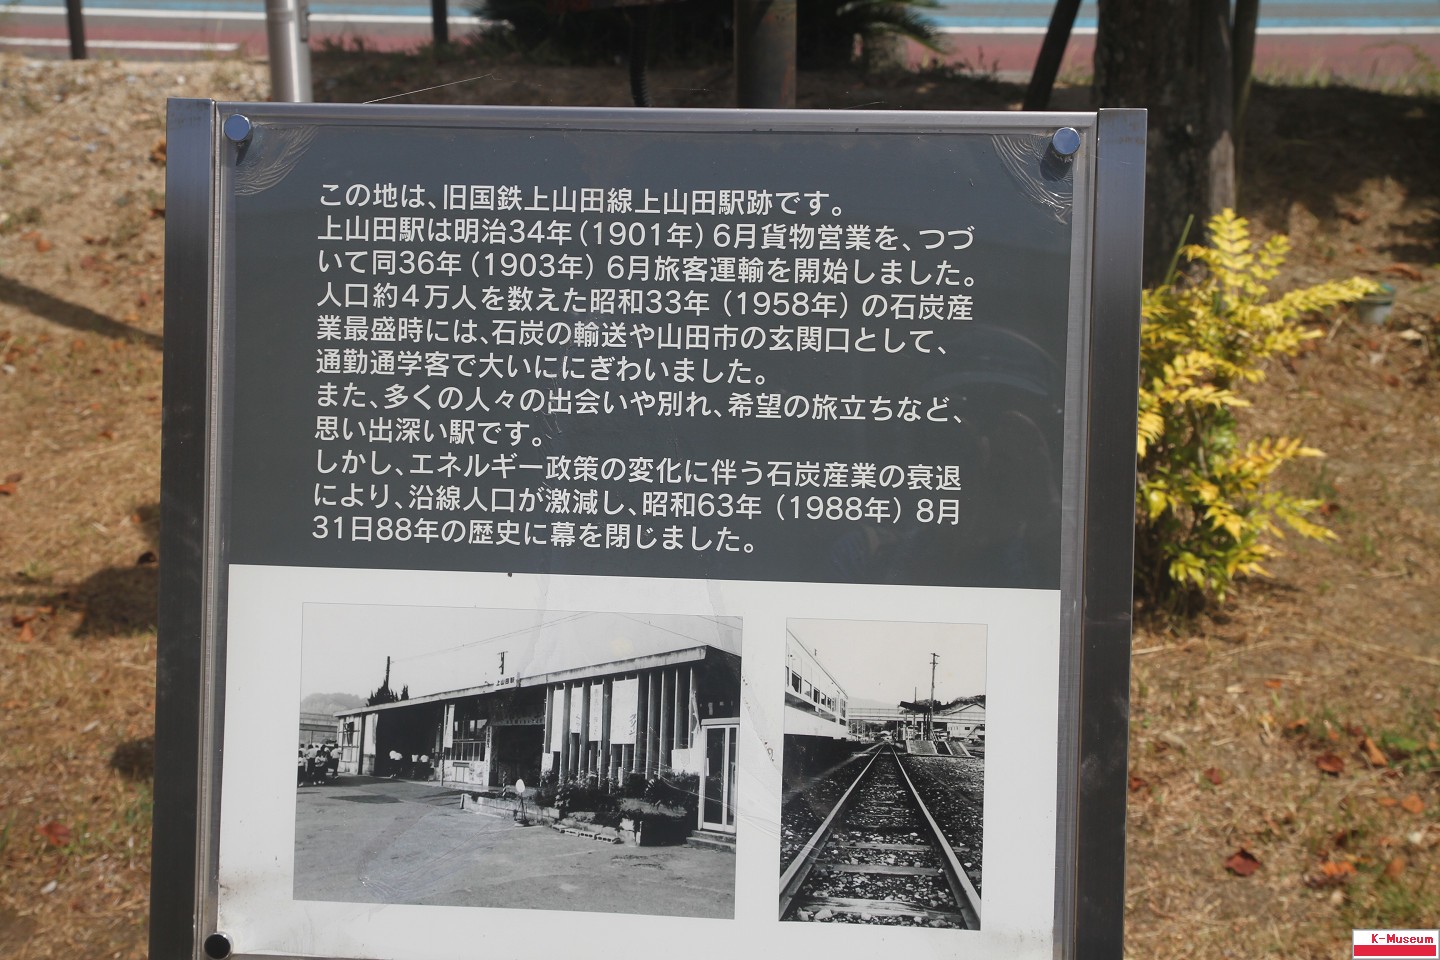 この地は、旧国鉄上山田線上山田駅跡です。
上山田駅は明治34年（1901年）6月貨物営業を、つづ
いて同36年（1903年）6月旅客運輸を開始しました。
人口約４万人を数えた昭和33年（1958年）の石炭産
業最盛時には、石炭の輸送や山田市の玄関口として、
通勤通学客で大いににぎわいました。
また、多くの人々の出会いや別れ、希望の旅立ちなど、
思い出深い駅です。
しかし、エネルギー政策の変化に伴う石炭産業の衰退
により、沿線人口が激減し、昭和63年（1988年）8月
31日88年の歴史に幕を閉じました。
上山田駅
K-Museum